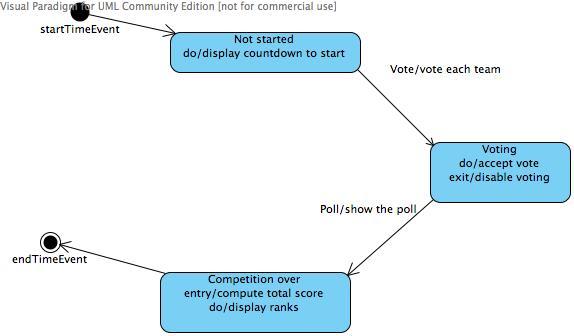 Visual Paradigm for UML Community Edition [not for commercial use]
startTimeEvent
Not started
do/display countdown to start
Vote/vote each team
Voting
do/accept vote
exit/disable voting
Poll/show the poll
endTimeEvent
Competition over
entry/compute total score
do/display ranks